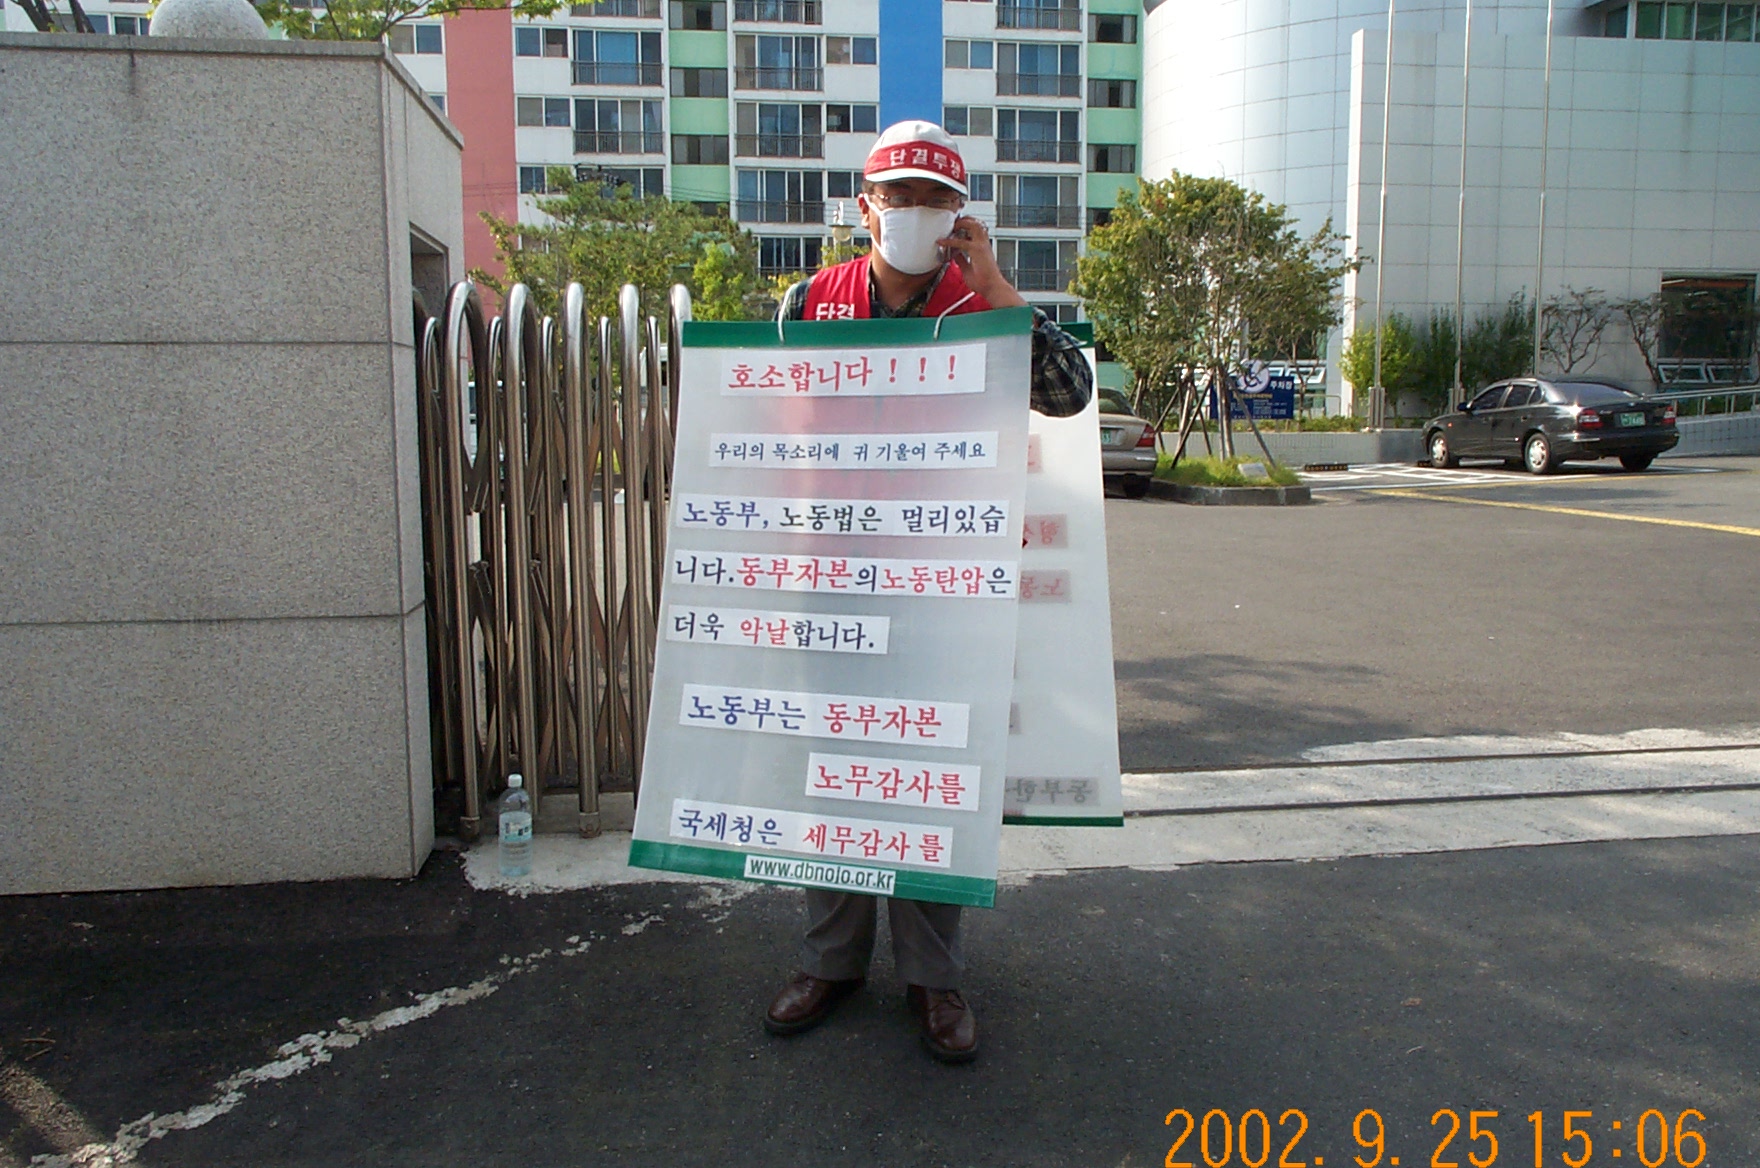 단결투쟁
단결
호소합니다 ! ! !
우리의 목소리에 귀 기울여 주세요
노동부, 노동법은 멀리있습
니다.동부자본의노동탄압은
더욱 악날합니다.
노동부는 동부자본
노무감사를
국세청은 세무감사를
www.dbnojo.or.kr
주차장
2002. 9. 25 15:06